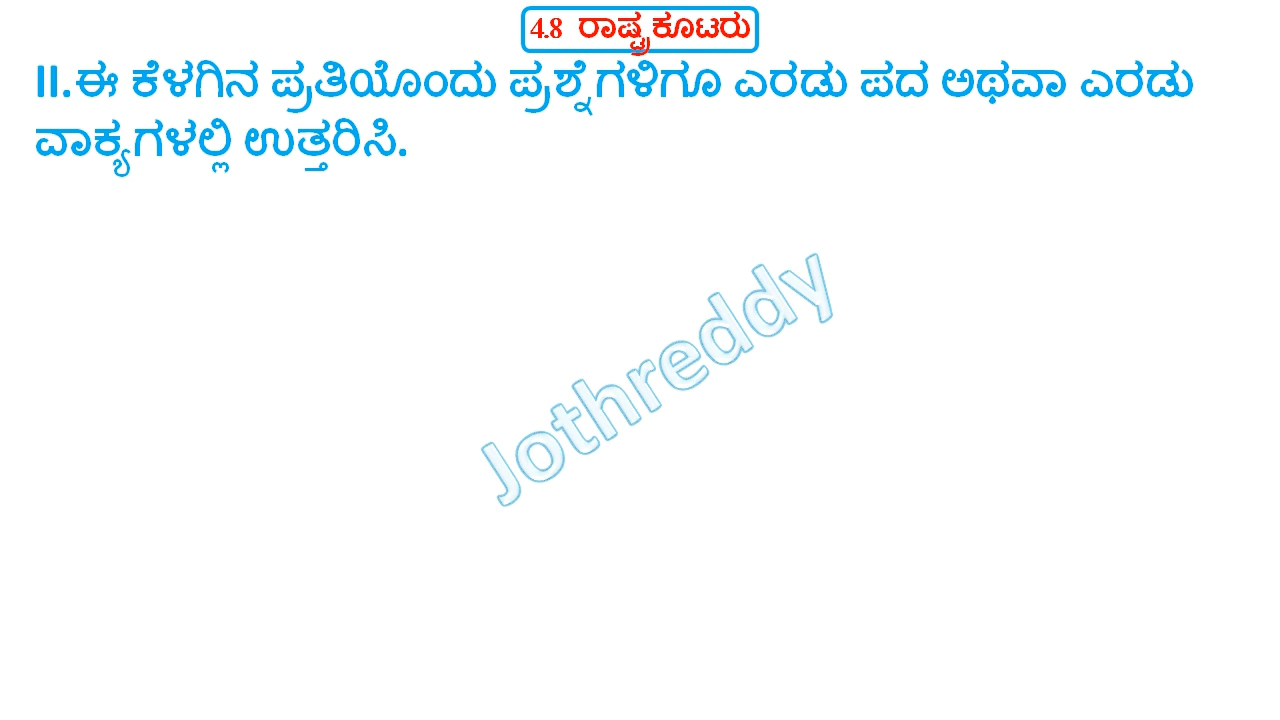 4.8 ರಾಷ್ಟ್ರಕೂಟರು
II.ಈ ಕೆಳಗಿನ ಪ್ರತಿಯೊಂದು ಪ್ರಶ್ನೆಗಳಿಗೂ ಎರಡು ಪದ ಅಥವಾ ಎರಡು
ವಾಕ್ಯಗಳಲ್ಲಿ ಉತ್ತರಿಸಿ.
Jothreddy